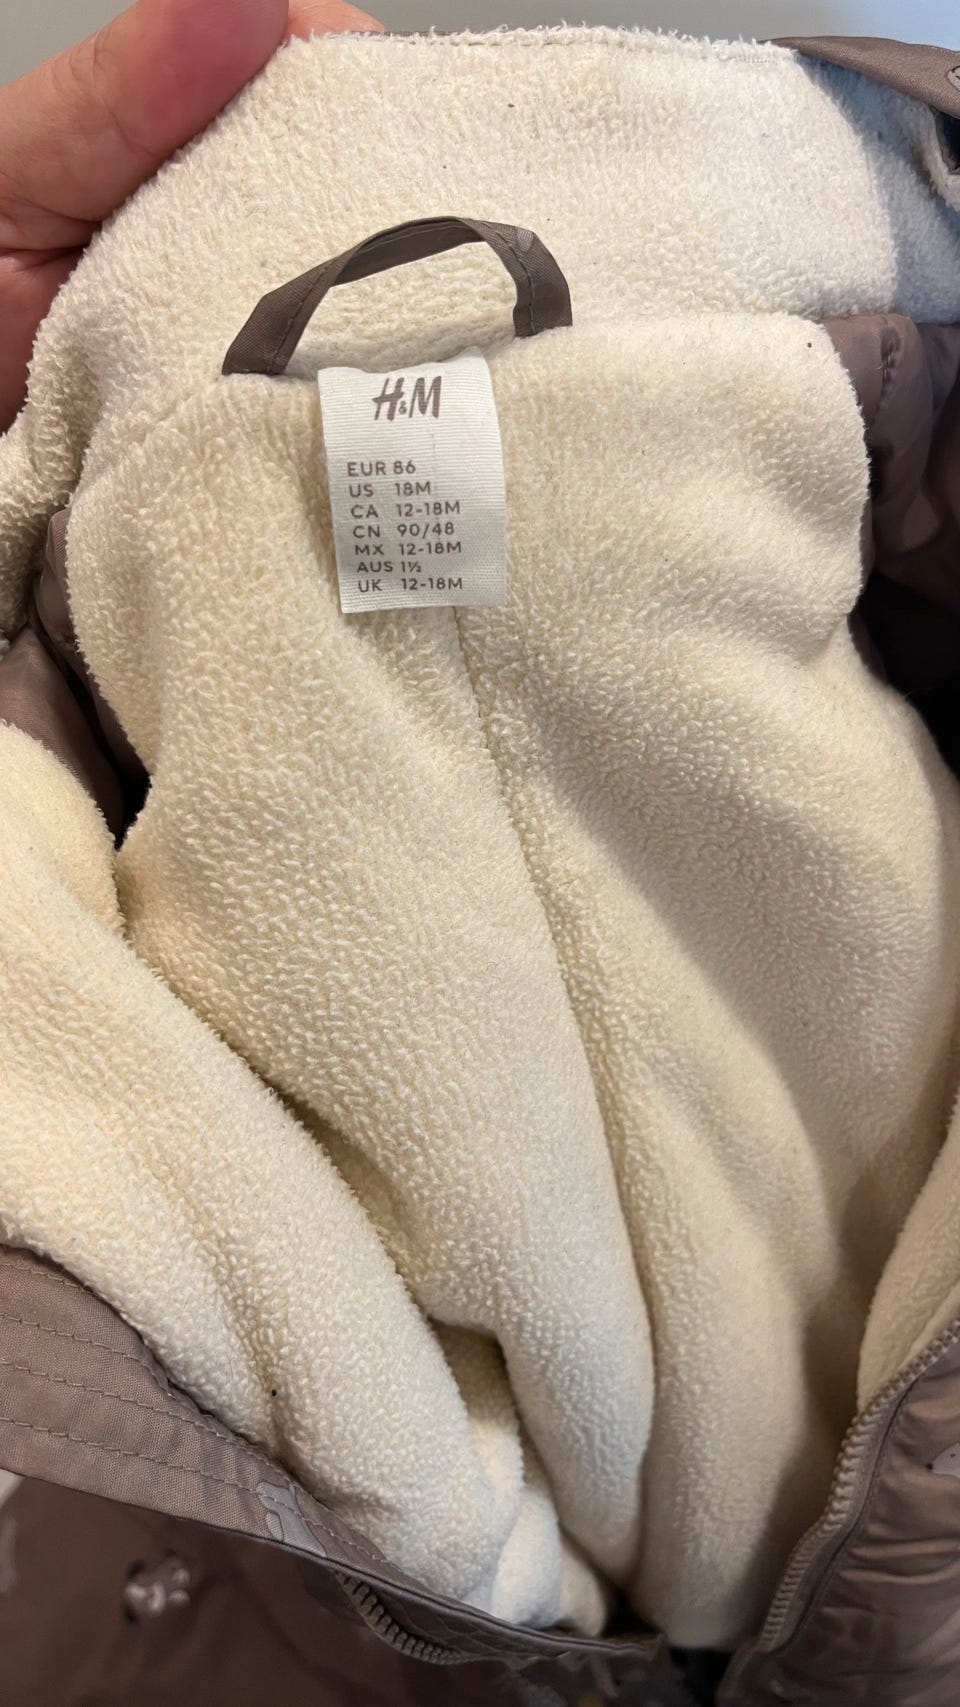 H&M
EUR 86
US 18M
CA 12-18M
CN 90/48
MX 12-18M
AUS 1½
UK 12-18M